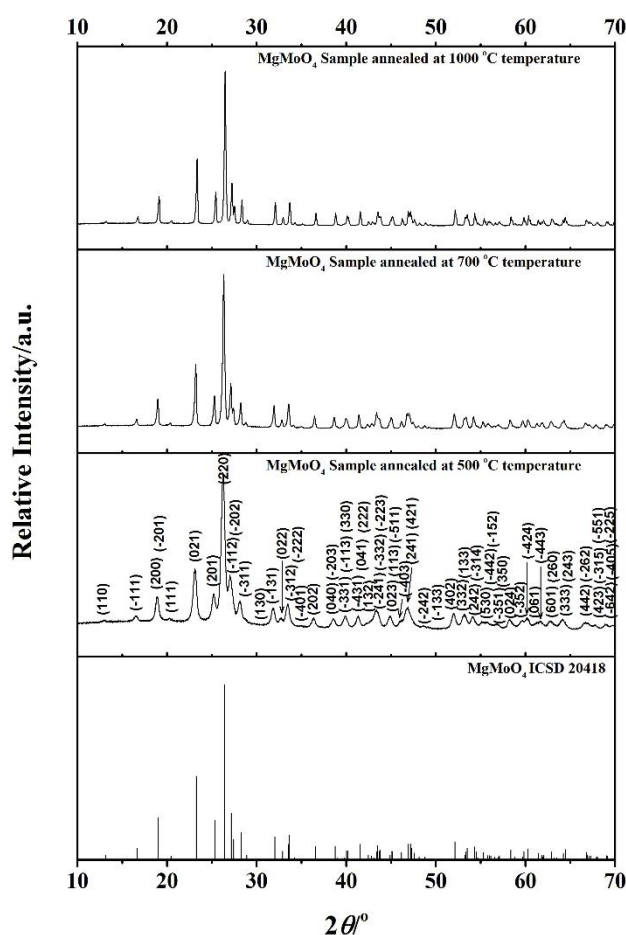 10 20 30 40 50 60 70
MgMoO4 Sample annealed at 1000 °C temperature
MgMoO4 Sample annealed at 700 °C temperature
MgMoO4 Sample annealed at 500 °C temperature
(110)
(-111)
(200) (-201)
(111)
(021)
(201)
(220)
(-112) (-202)
(-311)
(130)
(-131)
(022)
(-312) (-222)
(-401)
(202)
(040) (-203)
(-331) (-113) (330)
(-431) (041) (222)
(132)
(-241) (-332) (-223)
(023) (113) (-511)
(-403)
(241) (421)
(-242)
(-133)
(402)
(332) (133)
(242) (-314)
(530) (-442) (-152)
(-351) (350)
(024)
(-352)
(-424)
(061)
(-443)
(601) (260)
(333) (243)
(442) (-262)
(423) (-315) (-551)
(-642) (-405) (-225)
MgMoO4 ICSD 20418
Relative Intensity/a.u.
10 20 30 40 50 60 70
2θ/°